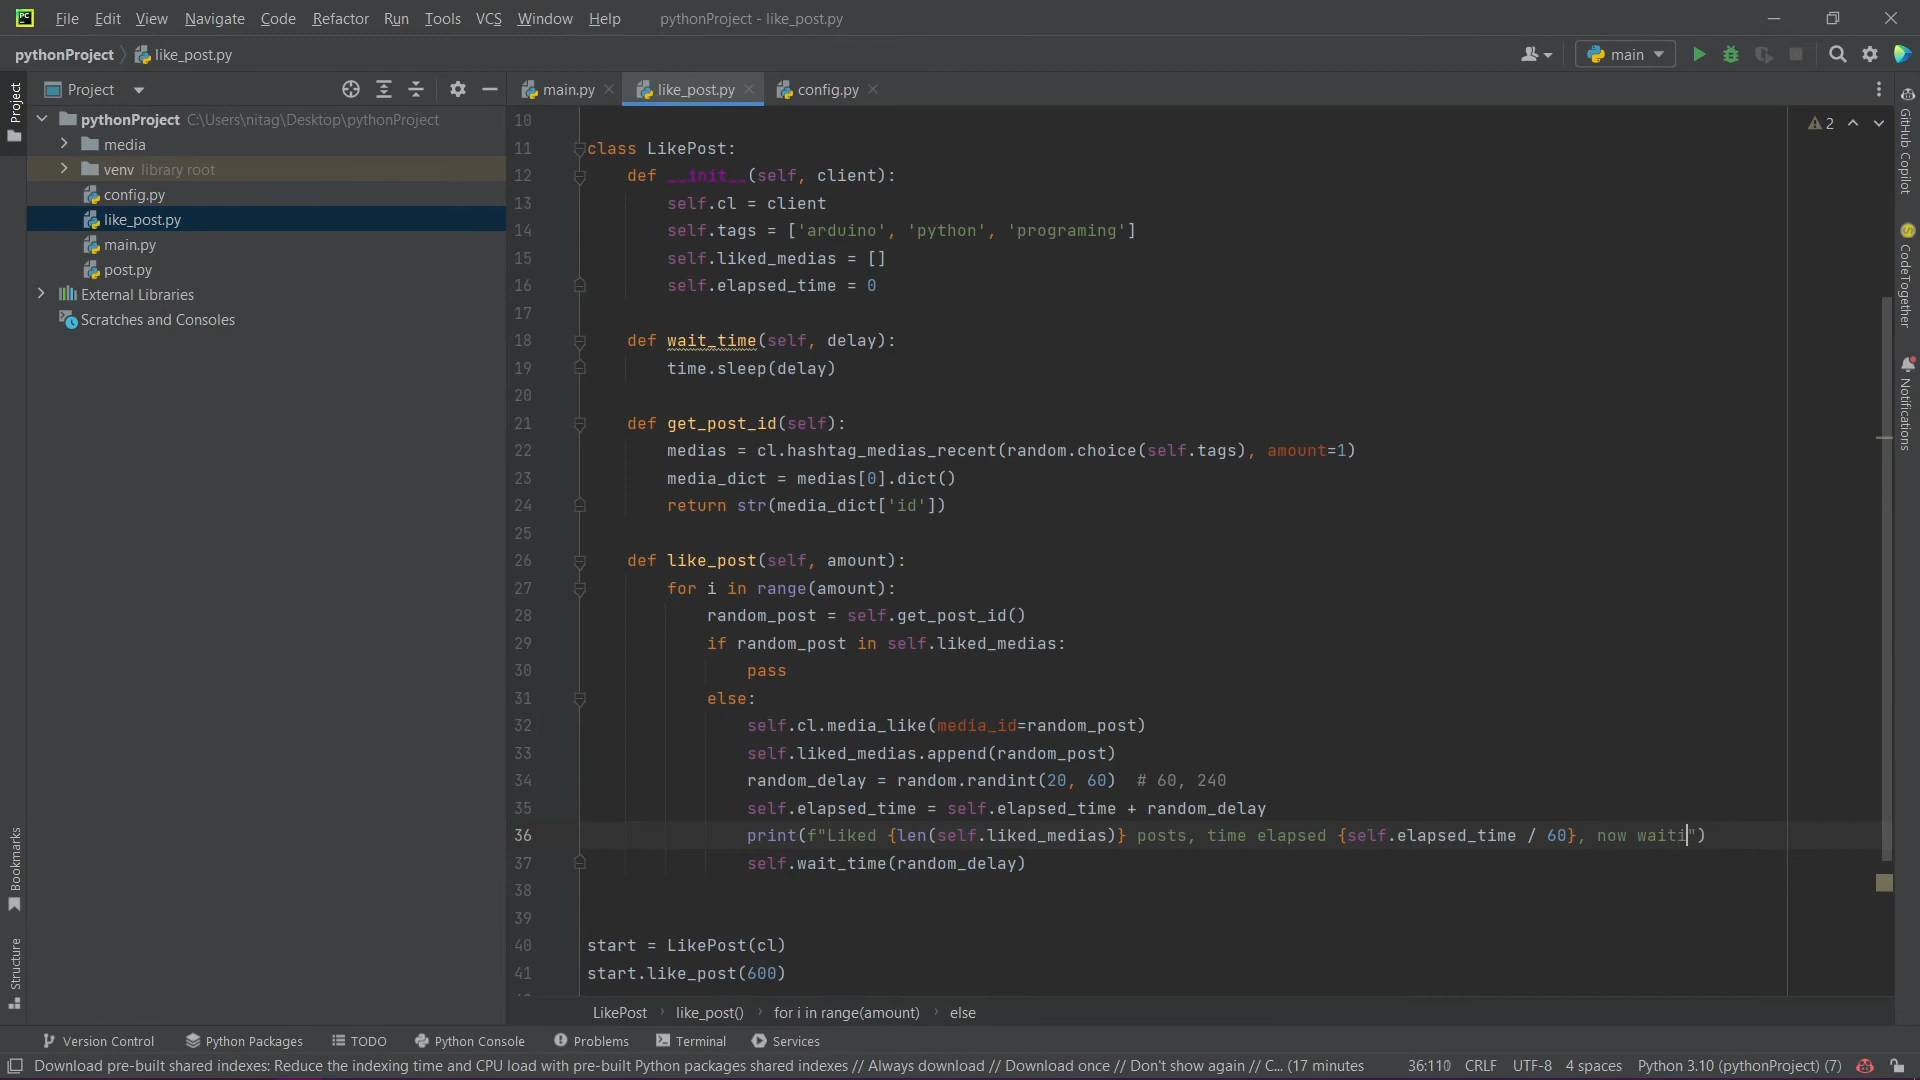 PC File Edit View Navigate Code Refactor Run Tools VCS Window Help pythonProject - like_post.py
pythonProject like_post.py main
Project main.py like_post.py config.py
pythonProject C:\Users\nitag\Desktop\pythonProject
media
venv library root
config.py
like_post.py
main.py
post.py
External Libraries
Scratches and Consoles
Project
Bookmarks
Structure
2
10
11 class LikePost:
12 def __init__(self, client):
13 self.cl = client
14 self.tags = ['arduino', 'python', 'programing']
15 self.liked_medias = []
16 self.elapsed_time = 0
17
18 def wait_time(self, delay):
19 time.sleep(delay)
20
21 def get_post_id(self):
22 medias = cl.hashtag_medias_recent(random.choice(self.tags), amount=1)
23 media_dict = medias[0].dict()
24 return str(media_dict['id'])
25
26 def like_post(self, amount):
27 for i in range(amount):
28 random_post = self.get_post_id()
29 if random_post in self.liked_medias:
30 pass
31 else:
32 self.cl.media_like(media_id=random_post)
33 self.liked_medias.append(random_post)
34 random_delay = random.randint(20, 60) # 60, 240
35 self.elapsed_time = self.elapsed_time + random_delay
36 print(f"Liked {len(self.liked_medias)} posts, time elapsed {self.elapsed_time / 60}, now waiti")
37 self.wait_time(random_delay)
38
39
40 start = LikePost(cl)
41 start.like_post(600)
GitHub Copilot
CodeTogether
Notifications
LikePost like_post() for i in range(amount) else
Version Control Python Packages TODO Python Console Problems Terminal Services
Download pre-built shared indexes: Reduce the indexing time and CPU load with pre-built Python packages shared indexes // Always download // Download once // Don't show again // C... (17 minutes 36:110 CRLF UTF-8 4 spaces Python 3.10 (pythonProject) (7)